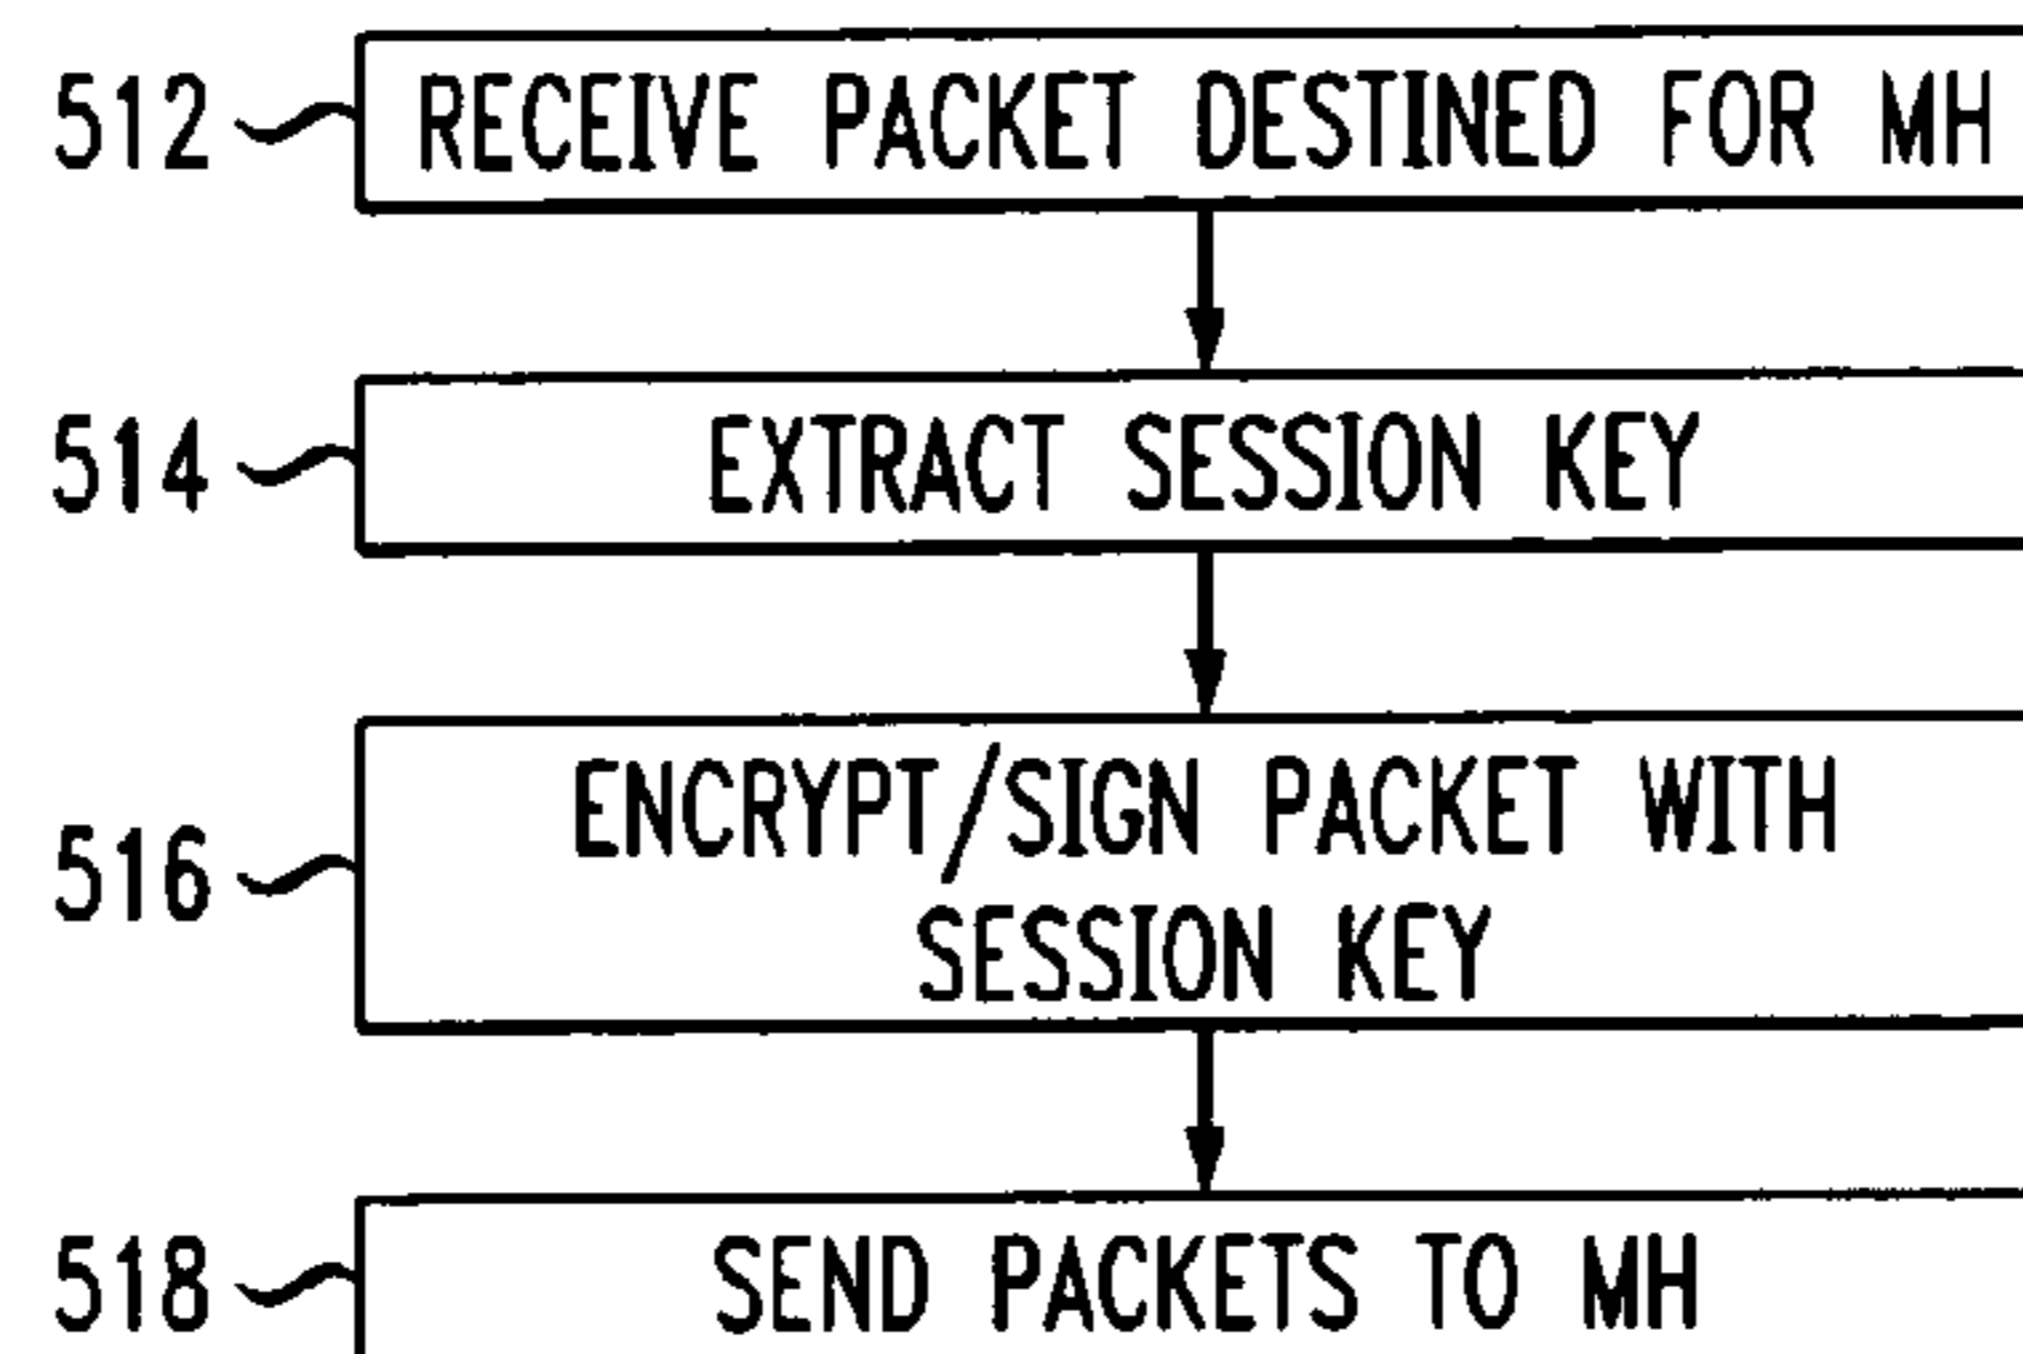 512 RECEIVE PACKET DESTINED FOR MH
514 EXTRACT SESSION KEY
516 ENCRYPT/SIGN PACKET WITH
SESSION KEY
518 SEND PACKETS TO MH